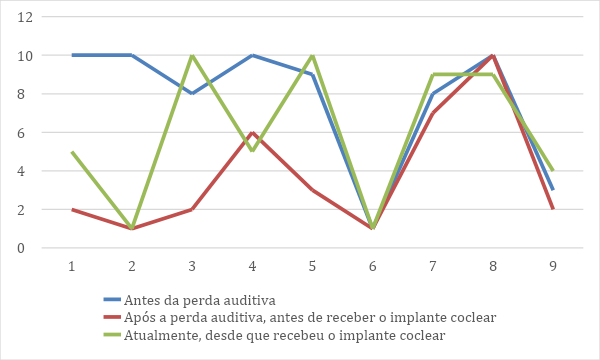 12
10
8
6
4
2
0
1 2 3 4 5 6 7 8 9
Antes da perda auditiva
Após a perda auditiva, antes de receber o implante coclear
Atualmente, desde que recebeu o implante coclear